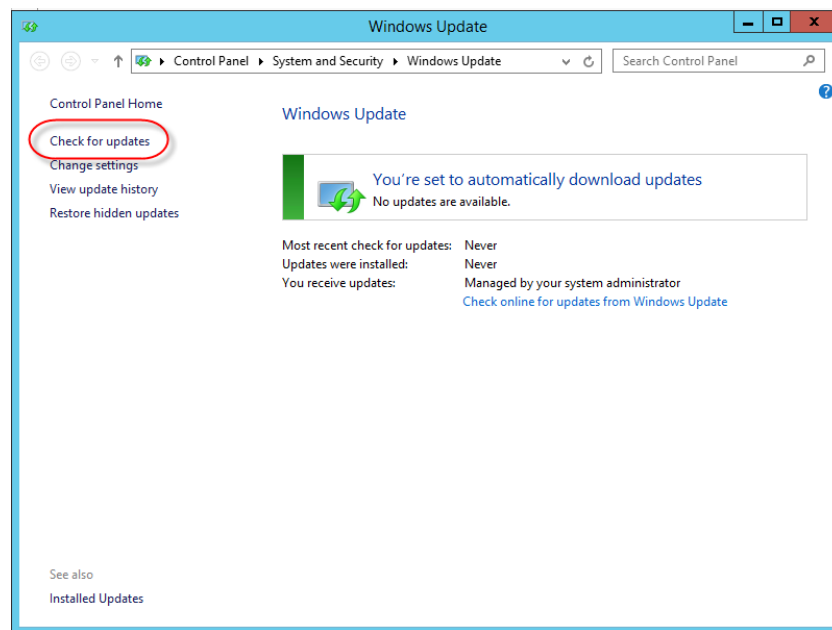 Windows Update
Control Panel System and Security Windows Update
Search Control Panel
Control Panel Home
Check for updates
Change settings
View update history
Restore hidden updates
Windows Update
You're set to automatically download updates
No updates are available.
Most recent check for updates: Never
Updates were installed: Never
You receive updates: Managed by your system administrator
Check online for updates from Windows Update
See also
Installed Updates